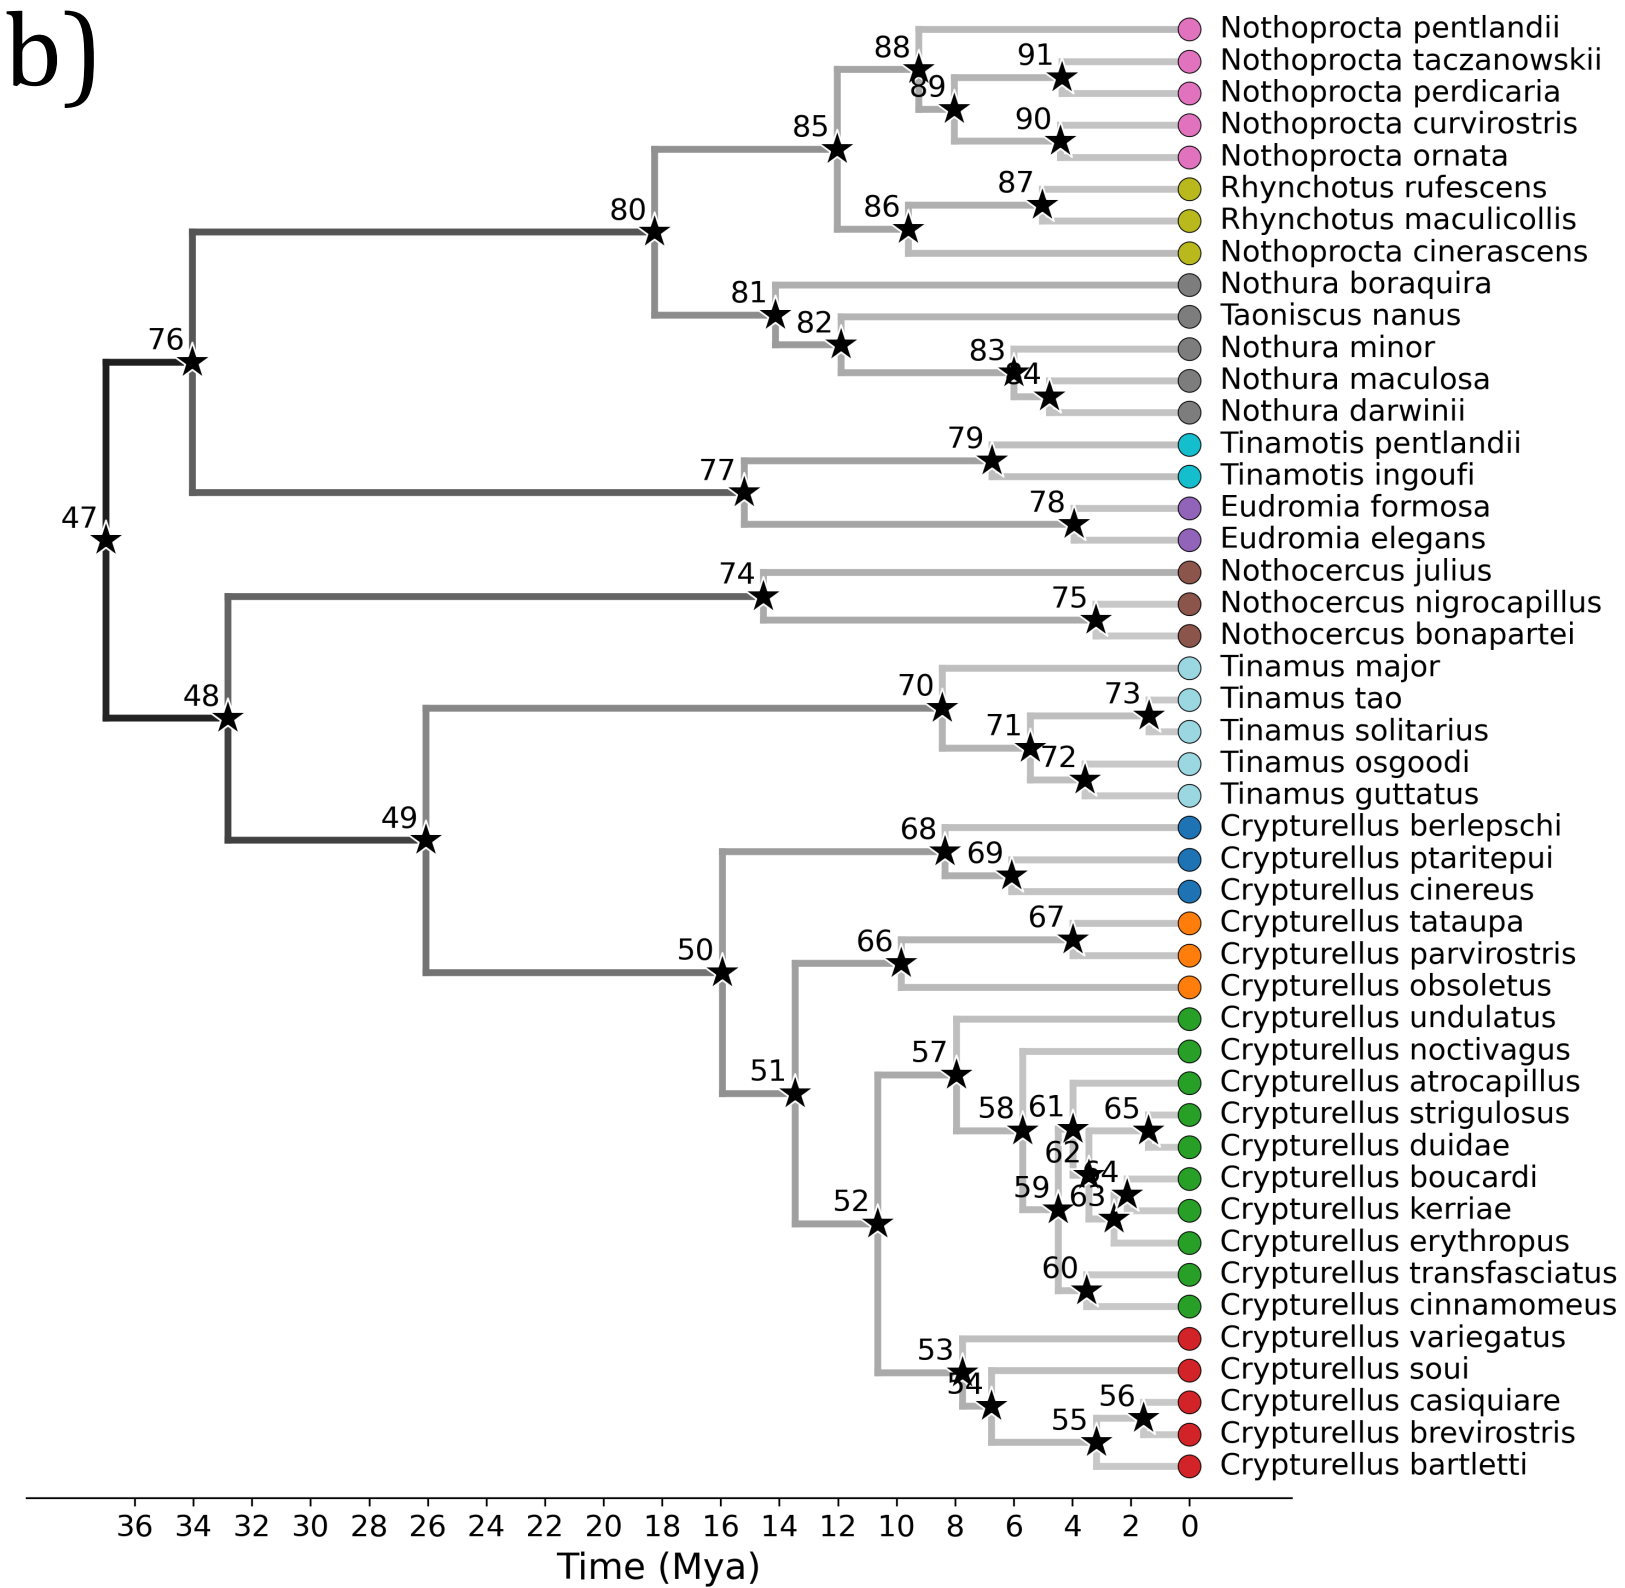 b)
88
Nothoprocta pentlandii
91
Nothoprocta taczanowskii
89
Nothoprocta perdicaria
90
Nothoprocta curvirostris
85
Nothoprocta ornata
87
Rhynchotus rufescens
86
Rhynchotus maculicollis
80
Nothoprocta cinerascens
81
Nothura boraquira
82
Taoniscus nanus
83
Nothura minor
84
Nothura maculosa
76
Nothura darwinii
79
Tinamotis pentlandii
77
Tinamotis ingoufi
78
Eudromia formosa
47
Eudromia elegans
74
Nothocercus julius
75
Nothocercus nigrocapillus
Nothocercus bonapartei
Tinamus major
48
70
73
Tinamus tao
71
Tinamus solitarius
72
Tinamus osgoodi
Tinamus guttatus
49
68
Crypturellus berlepschi
69
Crypturellus ptaritepui
Crypturellus cinereus
67
Crypturellus tataupa
50
66
Crypturellus parvirostris
Crypturellus obsoletus
Crypturellus undulatus
57
Crypturellus noctivagus
51
Crypturellus atrocapillus
58
61
65
Crypturellus strigulosus
62
Crypturellus duidae
64
Crypturellus boucardi
59
63
52
Crypturellus kerriae
Crypturellus erythropus
60
Crypturellus transfasciatus
Crypturellus cinnamomeus
53
Crypturellus variegatus
54
Crypturellus soui
56
Crypturellus casiquiare
55
Crypturellus brevirostris
Crypturellus bartletti
36 34 32 30 28 26 24 22 20 18 16 14 12 10 8 6 4 2 0
Time (Mya)